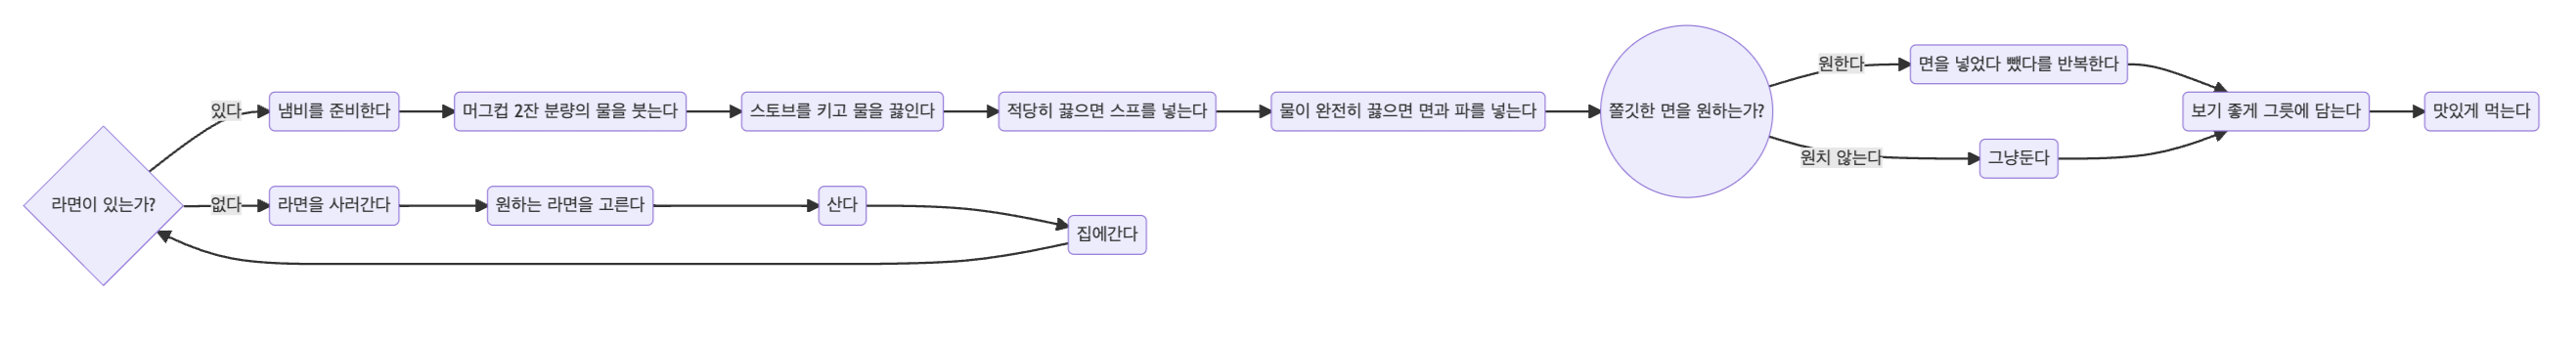 라면이 있는가?
있다
냄비를 준비한다
머그컵 2잔 분량의 물을 붓는다
스토브를 키고 물을 끓인다
적당히 끓으면 스프를 넣는다
물이 완전히 끓으면 면과 파를 넣는다
쫄깃한 면을 원하는가?
원한다
면을 넣었다 뺐다를 반복한다
원치 않는다
그냥둔다
보기 좋게 그릇에 담는다
맛있게 먹는다
없다
라면을 사러간다
원하는 라면을 고른다
산다
집에간다